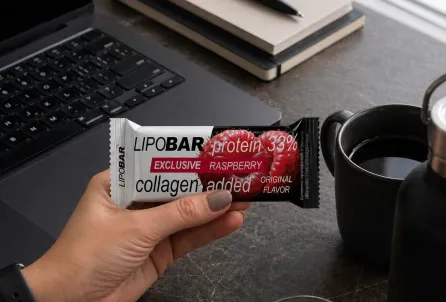 LIPOBAR
LIPOBAR protein 33%
EXCLUSIVE RASPBERRY
collagen added ORIGINAL
FLAVOR